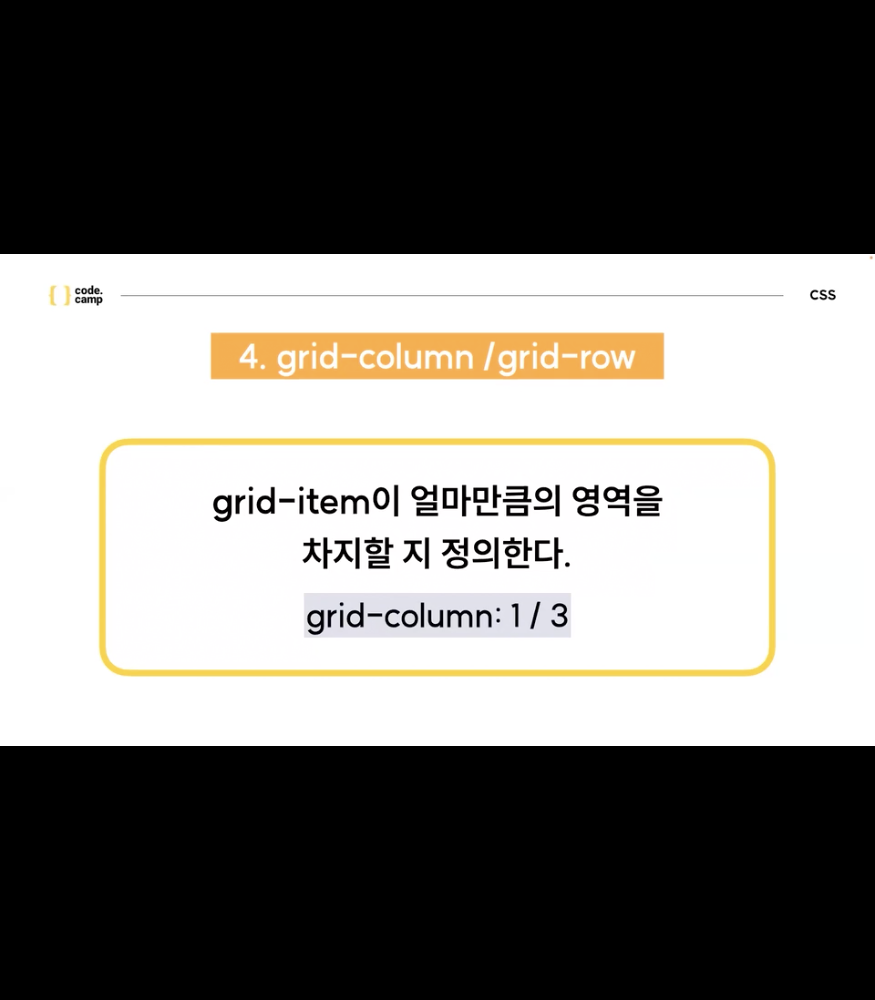 { } code.
camp
CSS
4. grid-column /grid-row
grid-item이 얼마만큼의 영역을
차지할 지 정의한다.
grid-column: 1 / 3